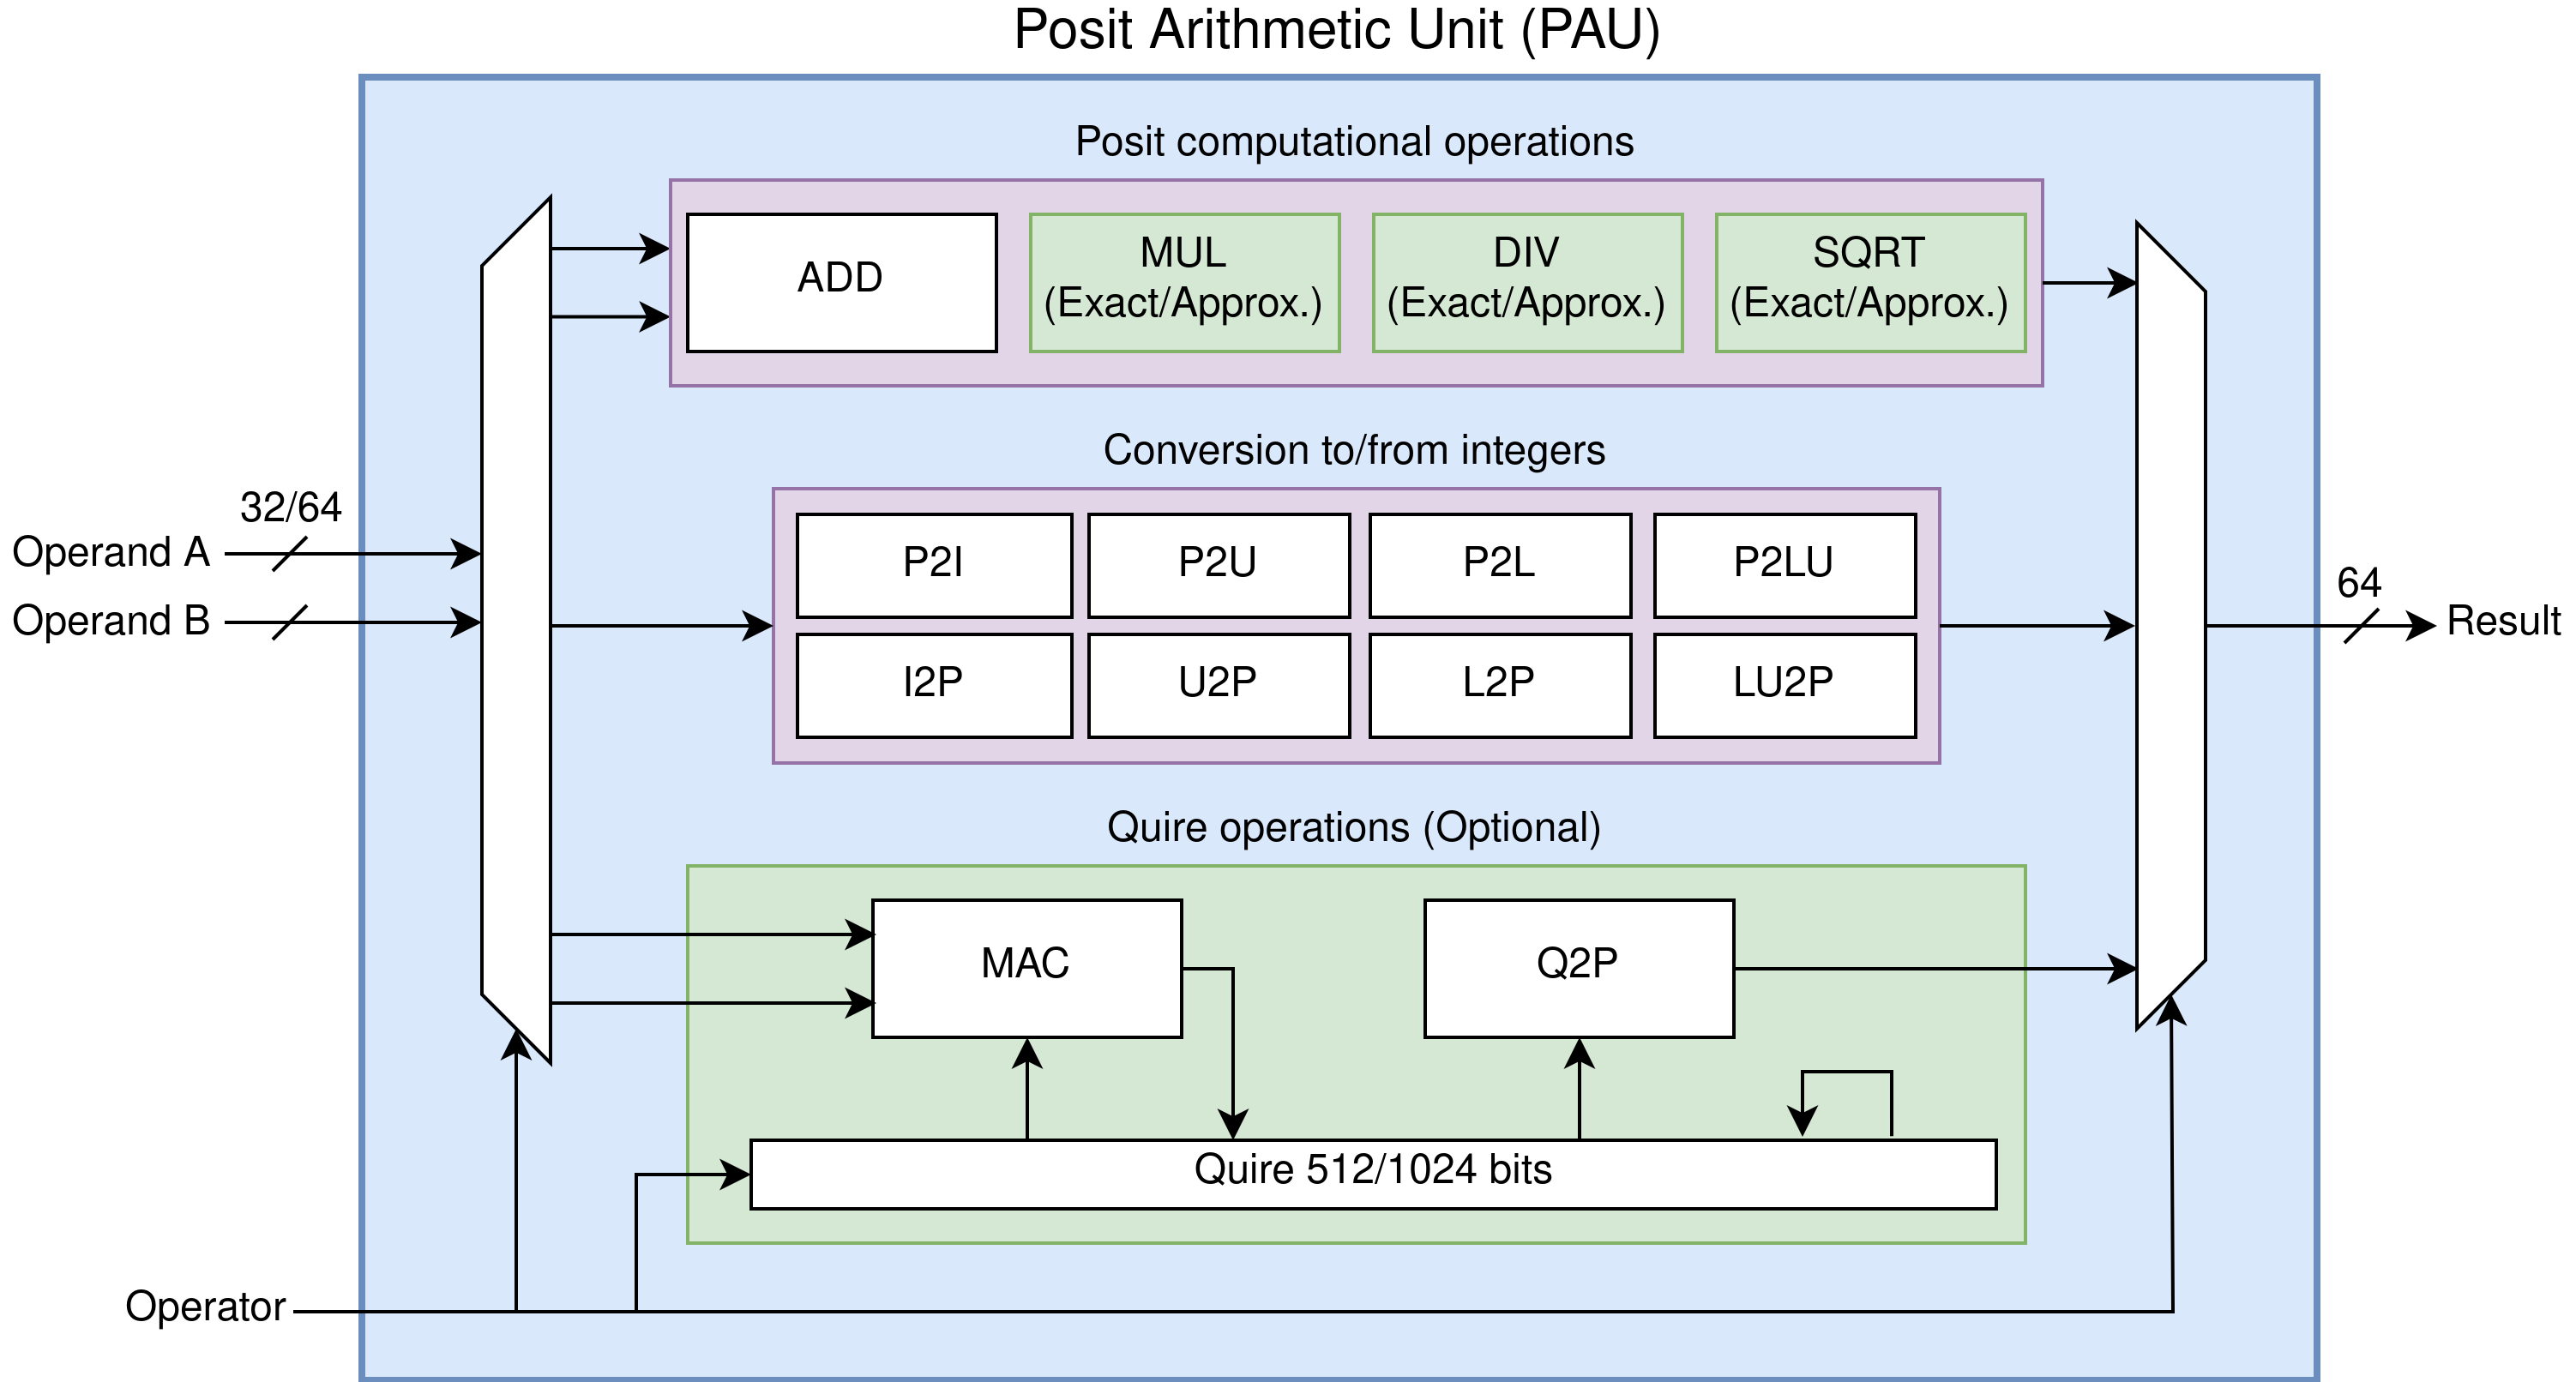 Posit Arithmetic Unit (PAU)
Posit computational operations
ADD
MUL
(Exact/Approx.)
DIV
(Exact/Approx.)
SQRT
(Exact/Approx.)
Conversion to/from integers
32/64
Operand A
Operand B
P2I
P2U
P2L
P2LU
I2P
U2P
L2P
LU2P
64
Result
Quire operations (Optional)
MAC
Q2P
Quire 512/1024 bits
Operator